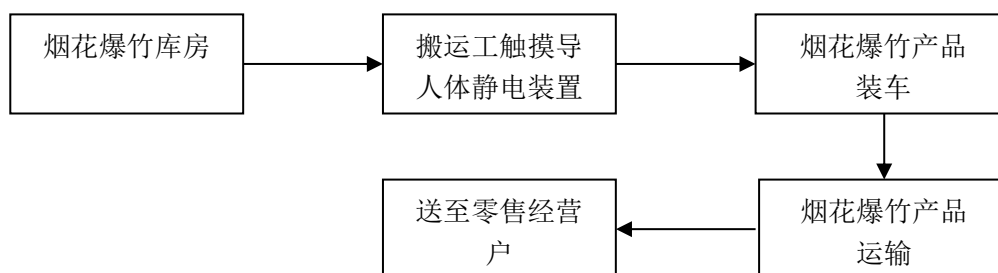 烟花爆竹库房
搬运工触摸导
人体静电装置
烟花爆竹产品
装车
烟花爆竹产品
运输
送至零售经营
户